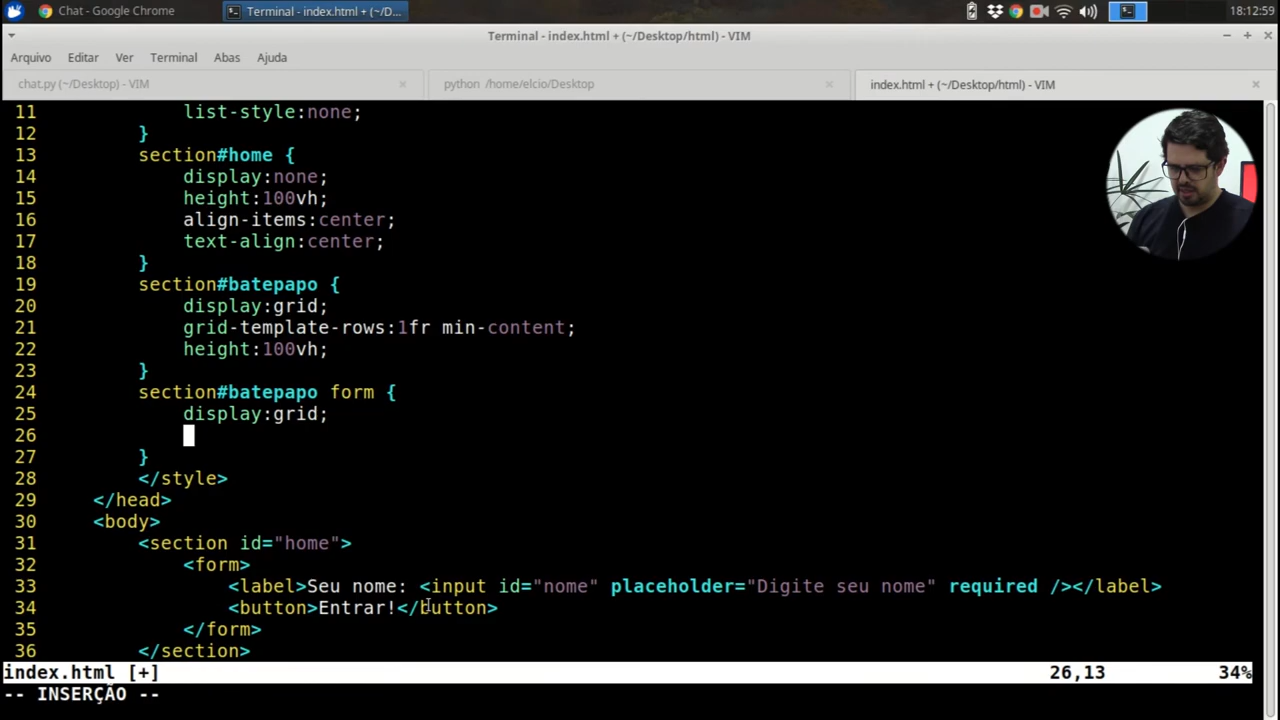 Chat - Google Chrome
Terminal - index.html + (~/D...
18:12:59
Terminal - index.html + (~/Desktop/html) - VIM
Arquivo Editar Ver Terminal Abas Ajuda
chat.py (~/Desktop) - VIM
python /home/elcio/Desktop
index.html + (~/Desktop/html) - VIM
11 list-style:none;
12 }
13 section#home {
14 display:none;
15 height:100vh;
16 align-items:center;
17 text-align:center;
18 }
19 section#batepapo {
20 display:grid;
21 grid-template-rows:1fr min-content;
22 height:100vh;
23 }
24 section#batepapo form {
25 display:grid;
26
27 }
28 </style>
29 </head>
30 <body>
31 <section id="home">
32 <form>
33 <label>Seu nome: <input id="nome" placeholder="Digite seu nome" required /></label>
34 <button>Entrar!</button>
35 </form>
36 </section>
index.html [+] 26,13 34%
-- INSERÇÃO --